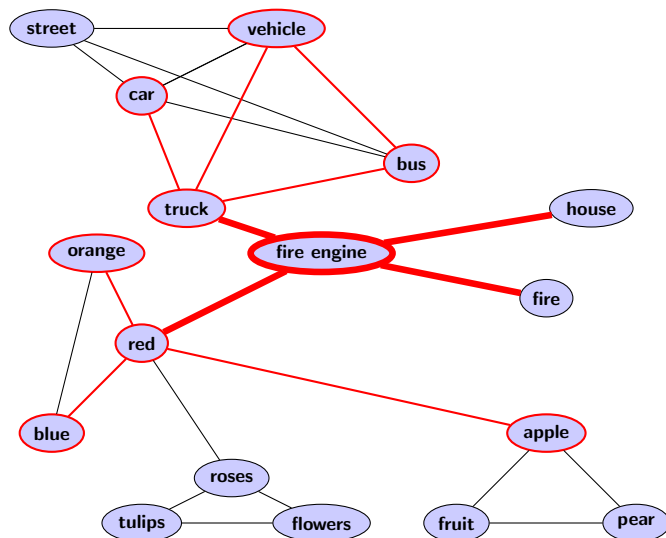 street
vehicle
car
bus
truck
house
orange
fire engine
fire
red
blue
apple
roses
tulips
flowers
fruit
pear